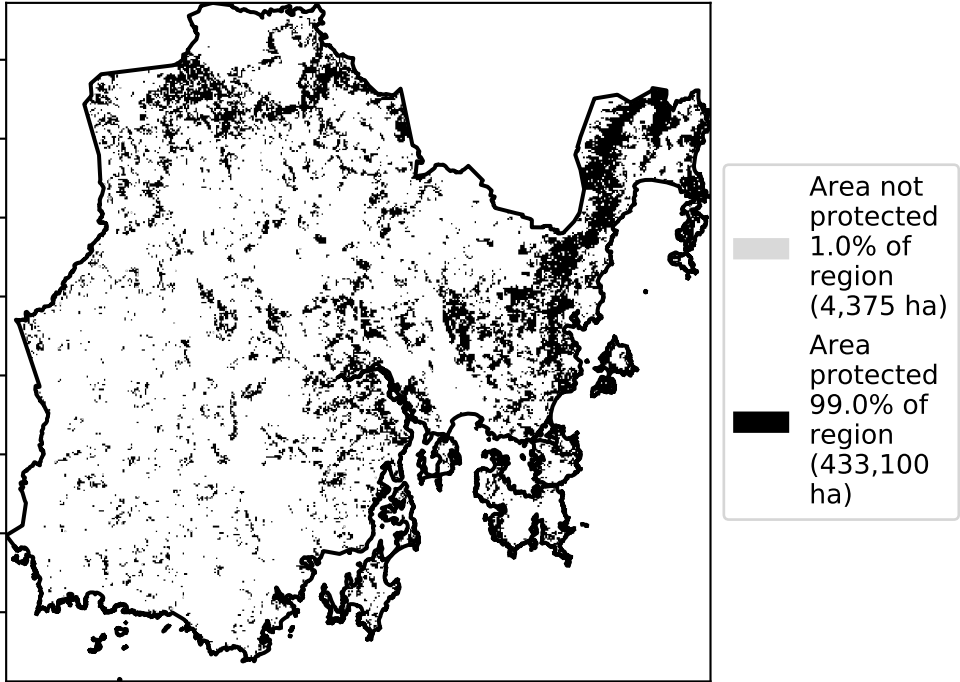 Area not
protected
1.0% of
region
(4,375 ha)
Area
protected
99.0% of
region
(433,100
ha)